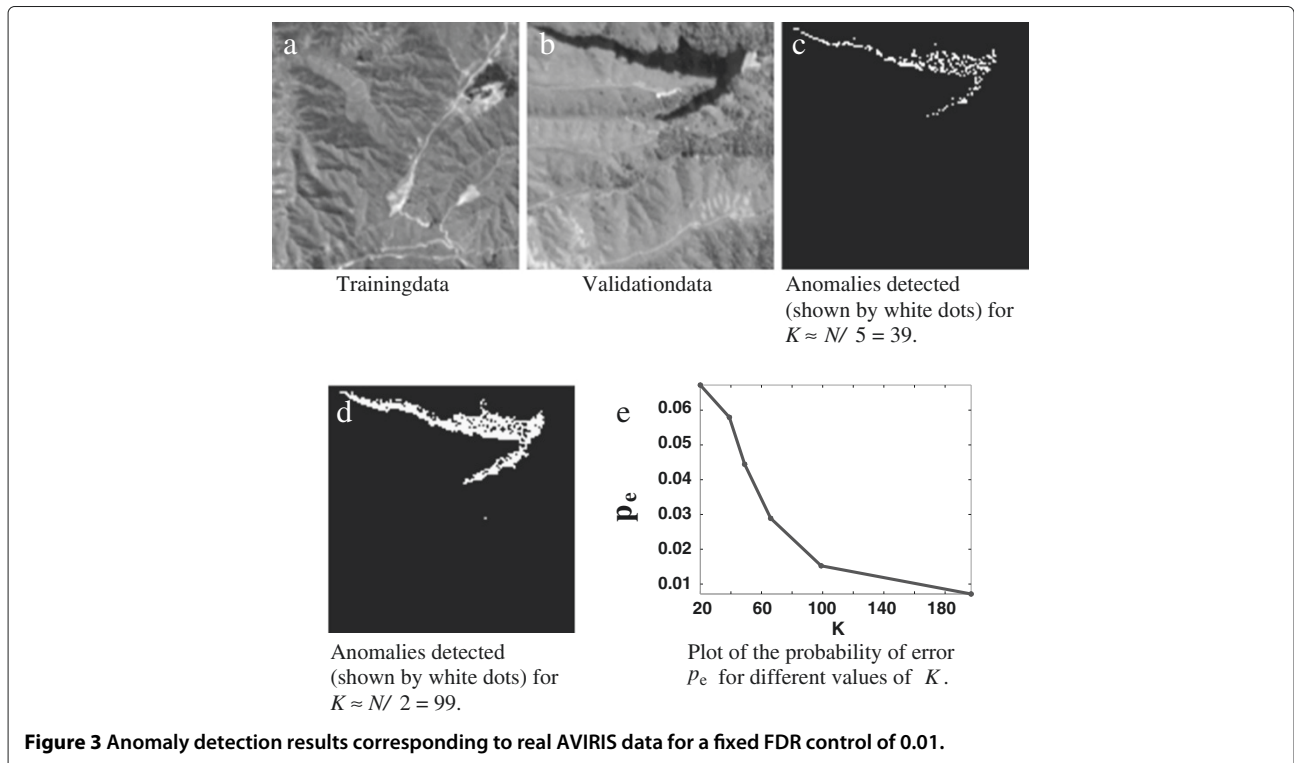 a
b
c
Trainingdata
Validationdata
Anomalies detected
(shown by white dots) for
K ≈ N/ 5 = 39.
d
Anomalies detected
(shown by white dots) for
K ≈ N/ 2 = 99.
e
0.06
0.05
0.04
0.03
0.02
0.01
pe
20 60 100 140 180
K
Plot of the probability of error
pe for different values of K.
Figure 3 Anomaly detection results corresponding to real AVIRIS data for a fixed FDR control of 0.01.